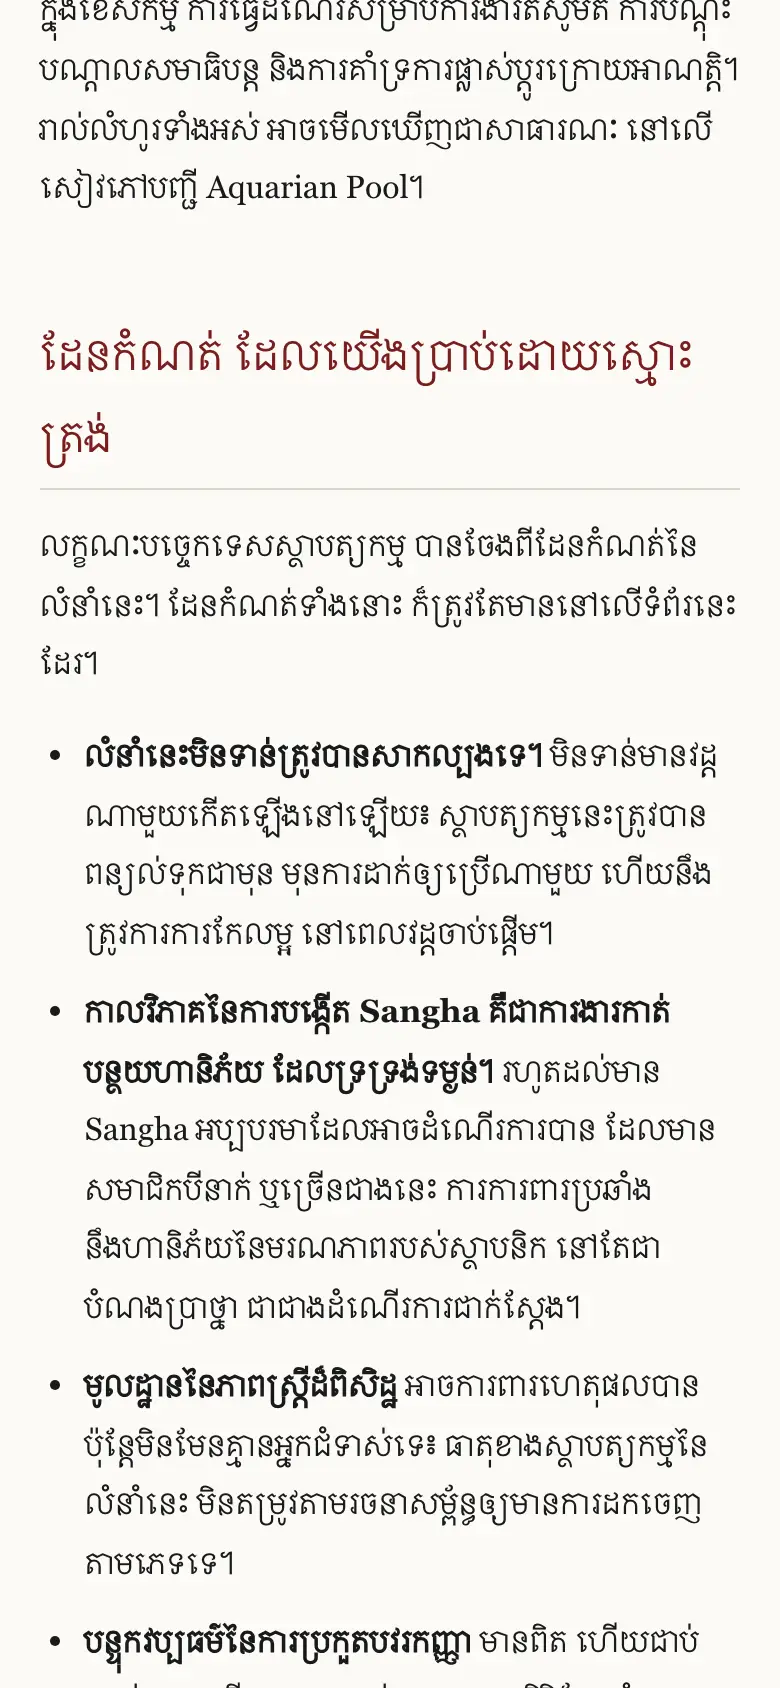 ក្នុងខេសកម្ម ការធ្វើដំណើរសម្រាប់ការងារតស៊ូមតិ ការបណ្តុះ
បណ្តាលសមាធិបន្ត និងការគាំទ្រការផ្លាស់ប្តូរក្រោយអាណត្តិ។
រាល់លំហូរទាំងអស់ អាចមើលឃើញជាសាធារណៈ នៅលើ
សៀវភៅបញ្ជី Aquarian Pool។
ដែនកំណត់ ដែលយើងប្រាប់ដោយស្មោះ
ត្រង់
លក្ខណៈបច្ចេកទេសស្ថាបត្យកម្ម បានចែងពីដែនកំណត់នៃ
លំនាំនេះ។ ដែនកំណត់ទាំងនោះ ក៏ត្រូវតែមាននៅលើទំព័រនេះ
ដែរ។
• លំនាំនេះមិនទាន់ត្រូវបានសាកល្បងទេ។ មិនទាន់មានវដ្ត
ណាមួយកើតឡើងនៅឡើយ៖ ស្ថាបត្យកម្មនេះត្រូវបាន
ពន្យល់ទុកជាមុន មុនការដាក់ឲ្យប្រើណាមួយ ហើយនឹង
ត្រូវការការកែលម្អ នៅពេលវដ្តចាប់ផ្តើម។
• កាលវិភាគនៃការបង្កើត Sangha គឺជាការងារកាត់
បន្ថយហានិភ័យ ដែលទ្រទ្រង់ទម្ងន់។ រហូតដល់មាន
Sangha អប្បបរមាដែលអាចដំណើរការបាន ដែលមាន
សមាជិកបីនាក់ ឬច្រើនជាងនេះ ការការពារប្រឆាំង
នឹងហានិភ័យនៃមរណភាពរបស់ស្ថាបនិក នៅតែជា
បំណងប្រាថ្នា ជាជាងដំណើរការជាក់ស្តែង។
• មូលដ្ឋាននៃភាពស្ត្រីដ៏ពិសិដ្ឋ អាចការពារហេតុផលបាន
ប៉ុន្តែមិនមែនគ្មានអ្នកជំទាស់ទេ៖ ធាតុខាងស្ថាបត្យកម្មនៃ
លំនាំនេះ មិនតម្រូវតាមរចនាសម្ព័ន្ធឲ្យមានការដកចេញ
តាមភេទទេ។
• បន្ទុកវប្បធម៌នៃការប្រកួតបវរកញ្ញា មានពិត ហើយជាប់